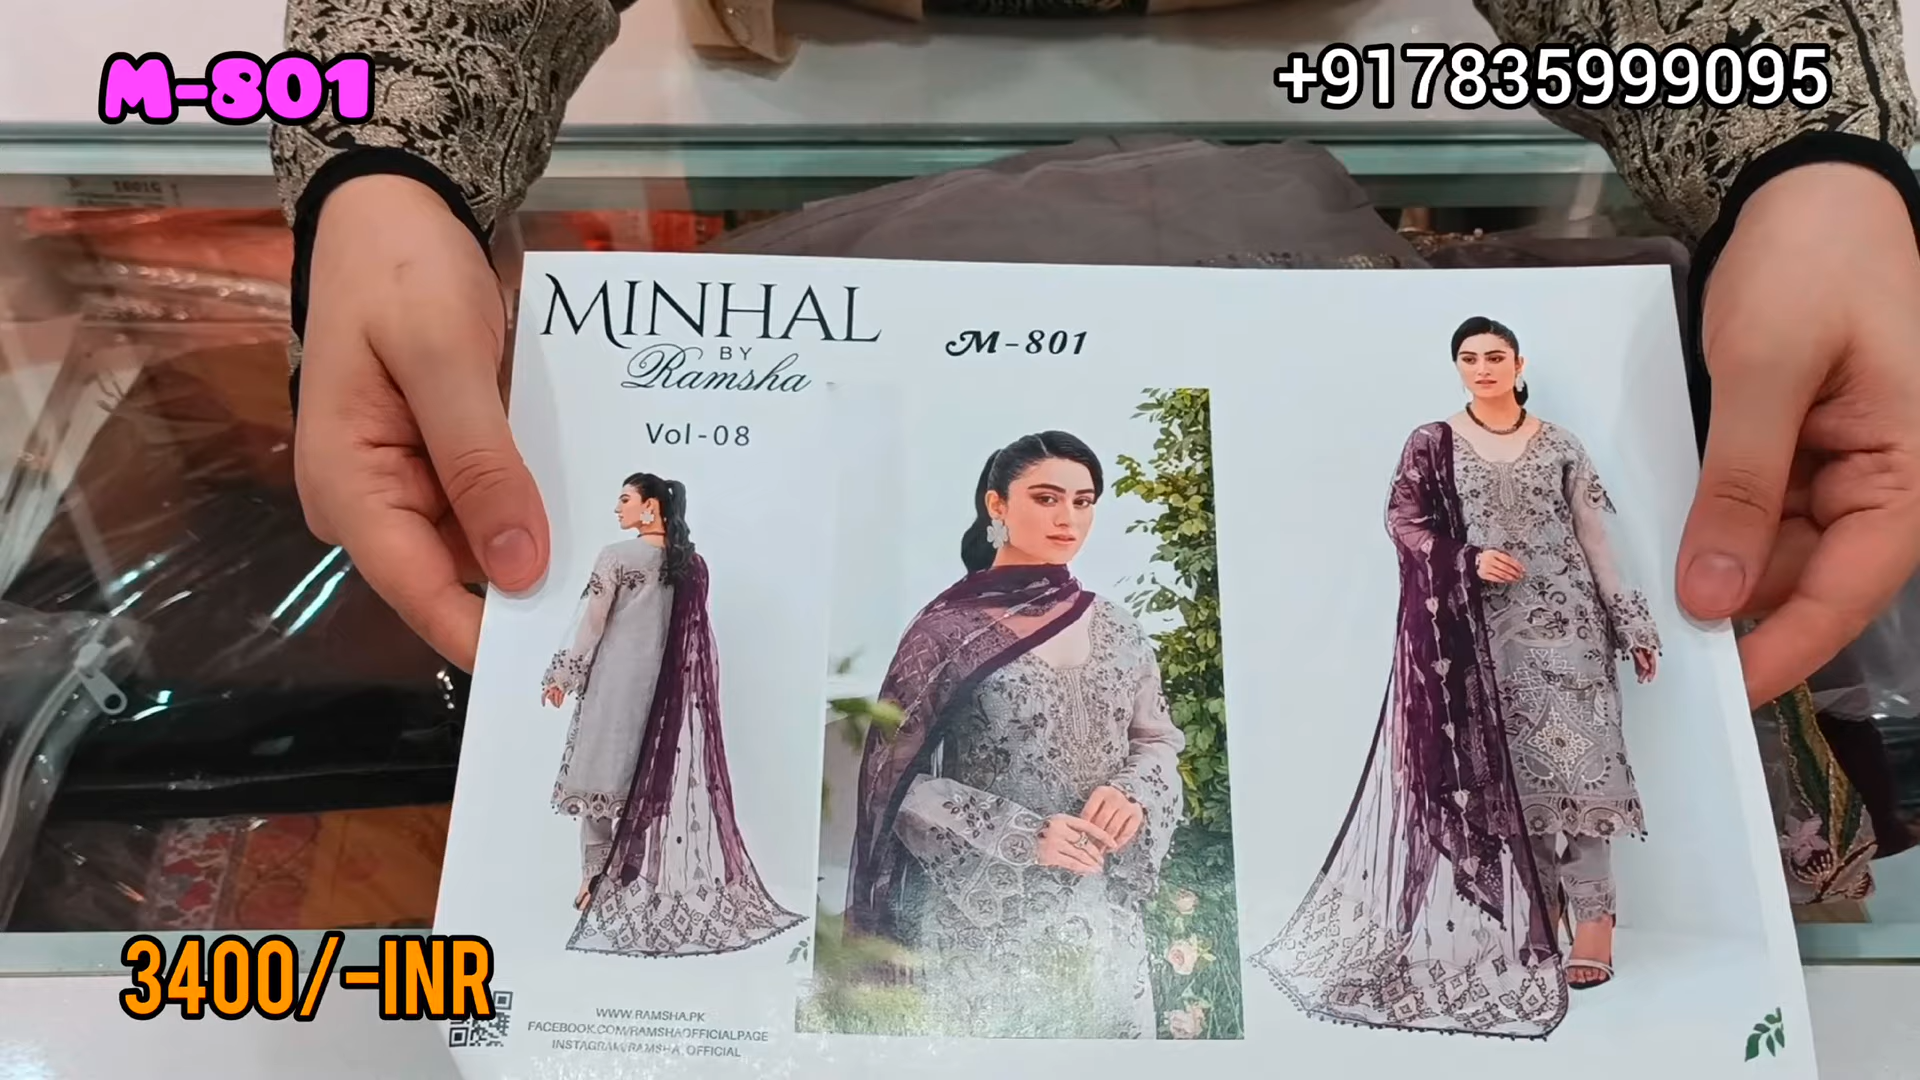 M-801
+917835999095
MINHAL
BY
Ramsha
M-801
Vol-08
3400/-INR
WWW.RAMSHA.PK
FACEBOOK.COM/RAMSHAOFFICIALPAGE
INSTAGRAM/RAMSHA_OFFICIAL